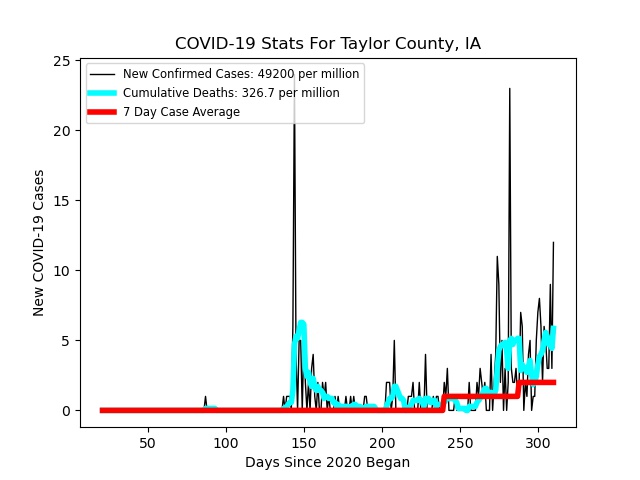 COVID-19 Stats For Taylor County, IA
New Confirmed Cases: 49200 per million
Cumulative Deaths: 326.7 per million
7 Day Case Average
25
20
15
10
5
0
New COVID-19 Cases
50 100 150 200 250 300
Days Since 2020 Began